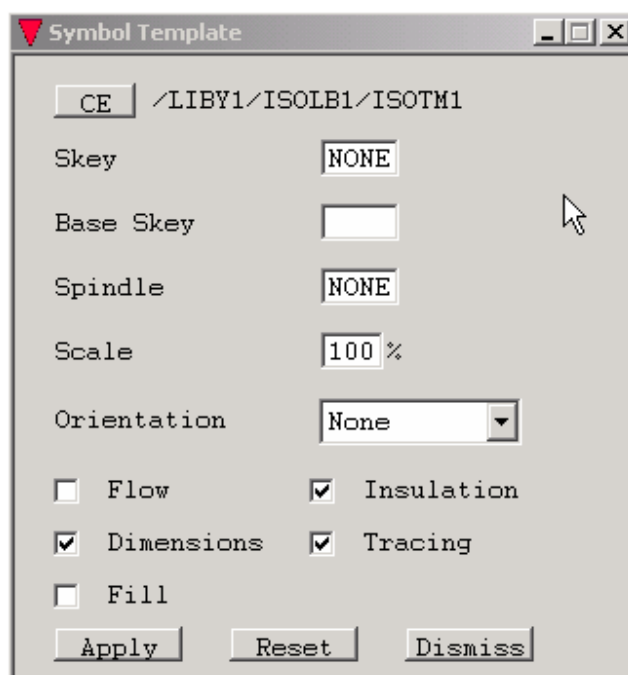 Symbol Template
CE /LIBY1/ISOLB1/ISOTM1
Skey NONE
Base Skey
Spindle NONE
Scale 100 %
Orientation None
Flow Insulation
Dimensions Tracing
Fill
Apply Reset Dismiss